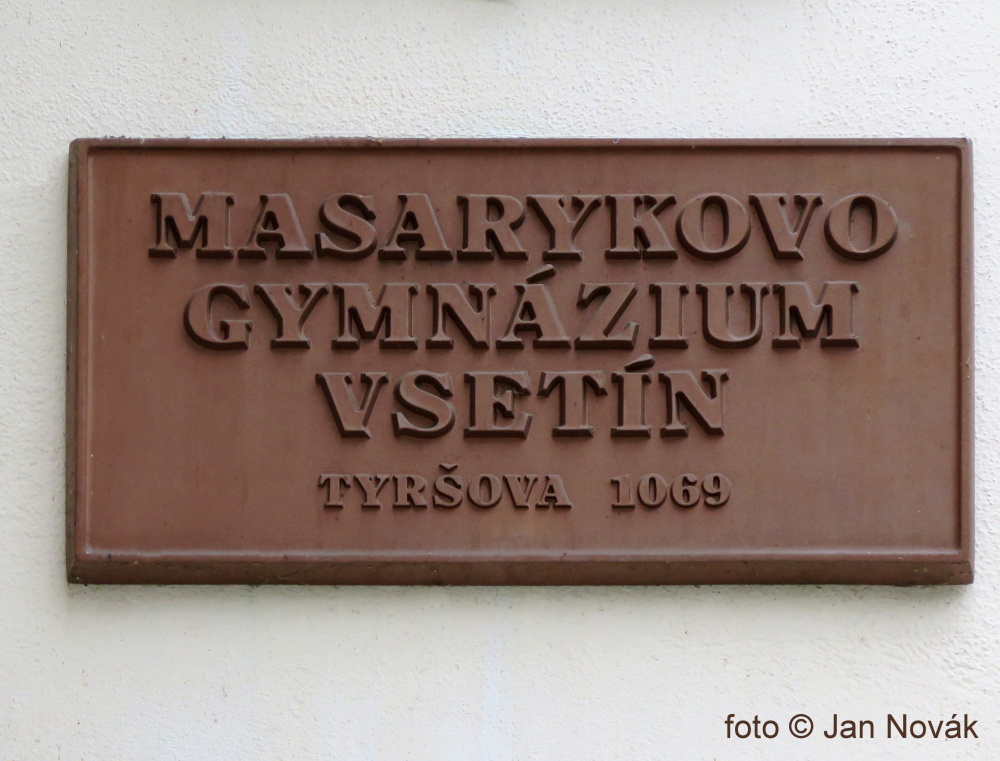 MASARYKOVO
GYMNÁZIUM
VSETÍN
TYRŠOVA 1069
foto © Jan Novák